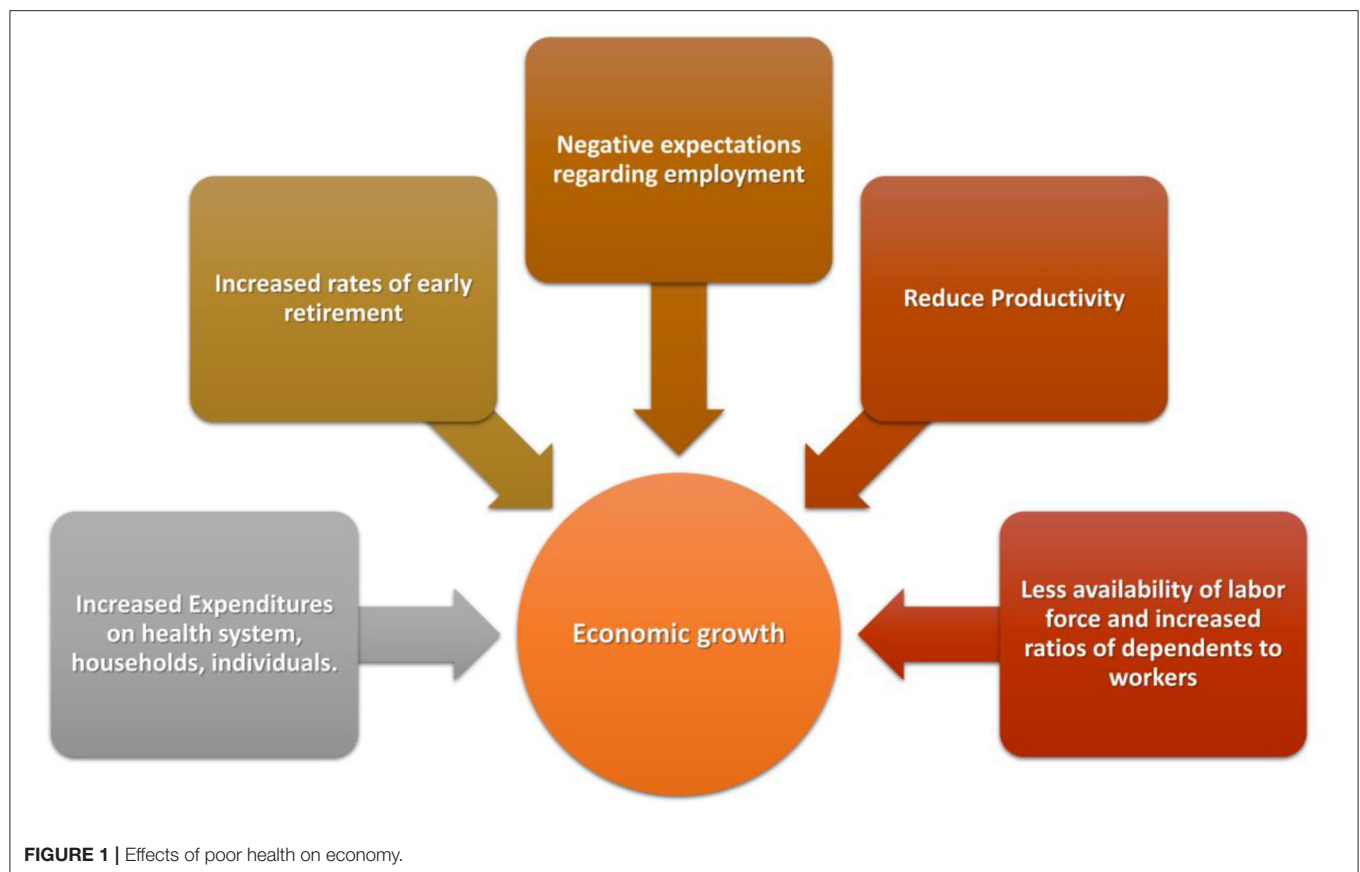 Negative expectations
regarding employment
Increased rates of early
retirement
Reduce Productivity
Increased Expenditures
on health system,
households, individuals.
Economic growth
Less availability of labor
force and increased
ratios of dependents to
workers
FIGURE 1 | Effects of poor health on economy.